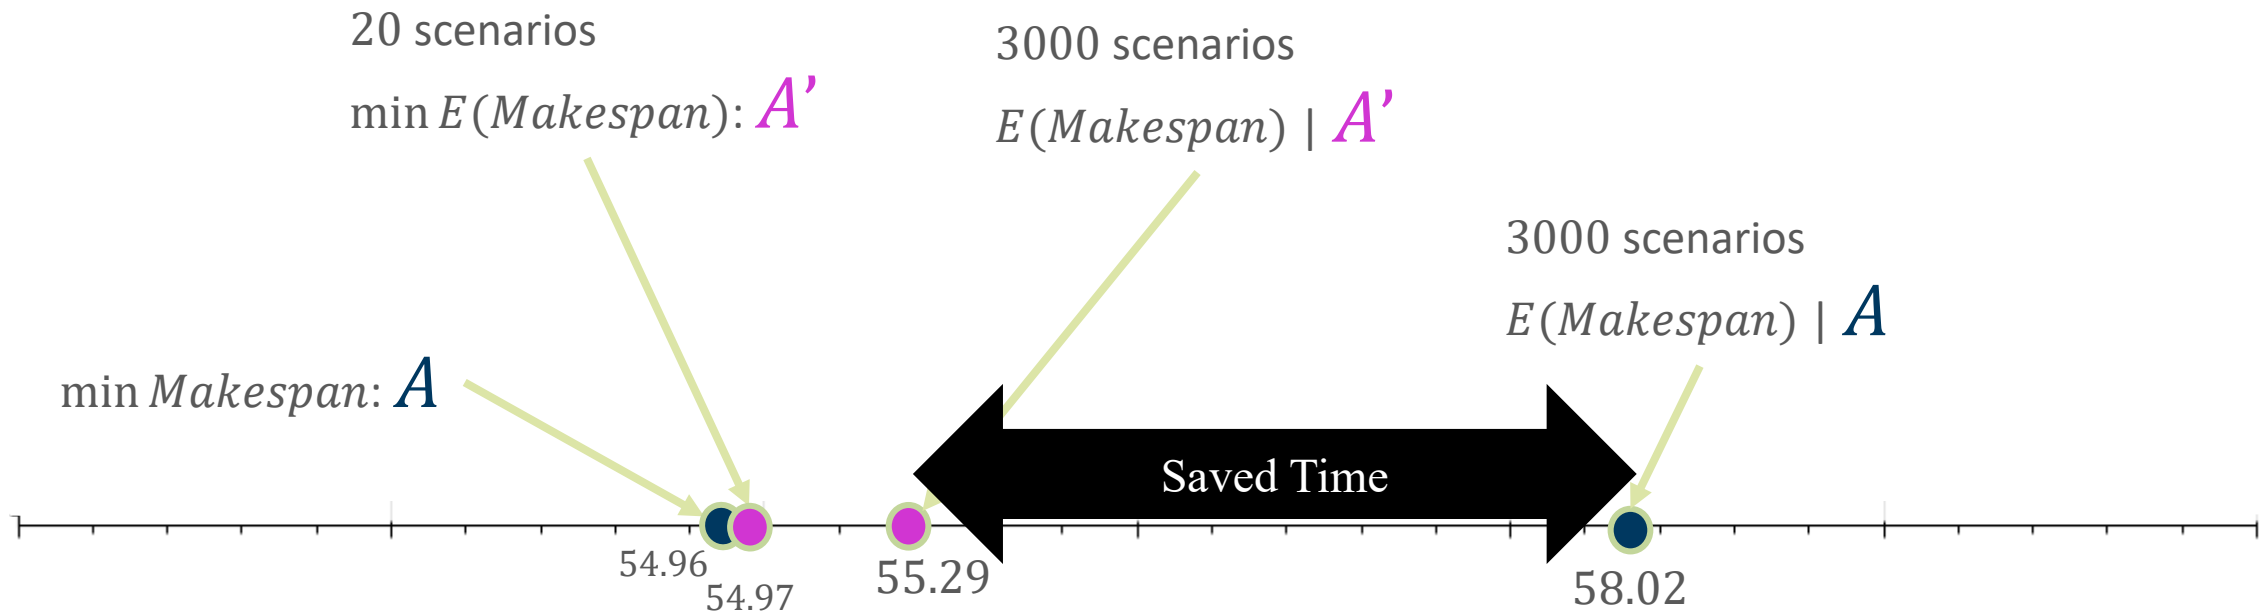 20 scenarios
min E(Makespan): A’
3000 scenarios
E(Makespan) | A’
3000 scenarios
E(Makespan) | A
min Makespan: A
Saved Time
54.96
54.97
55.29
58.02